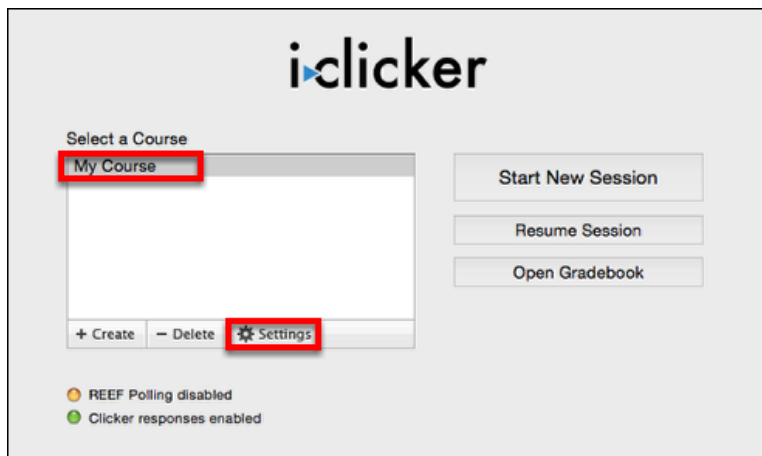 i▸clicker
Select a Course
My Course
Start New Session
Resume Session
Open Gradebook
+ Create
− Delete
Settings
REEF Polling disabled
Clicker responses enabled